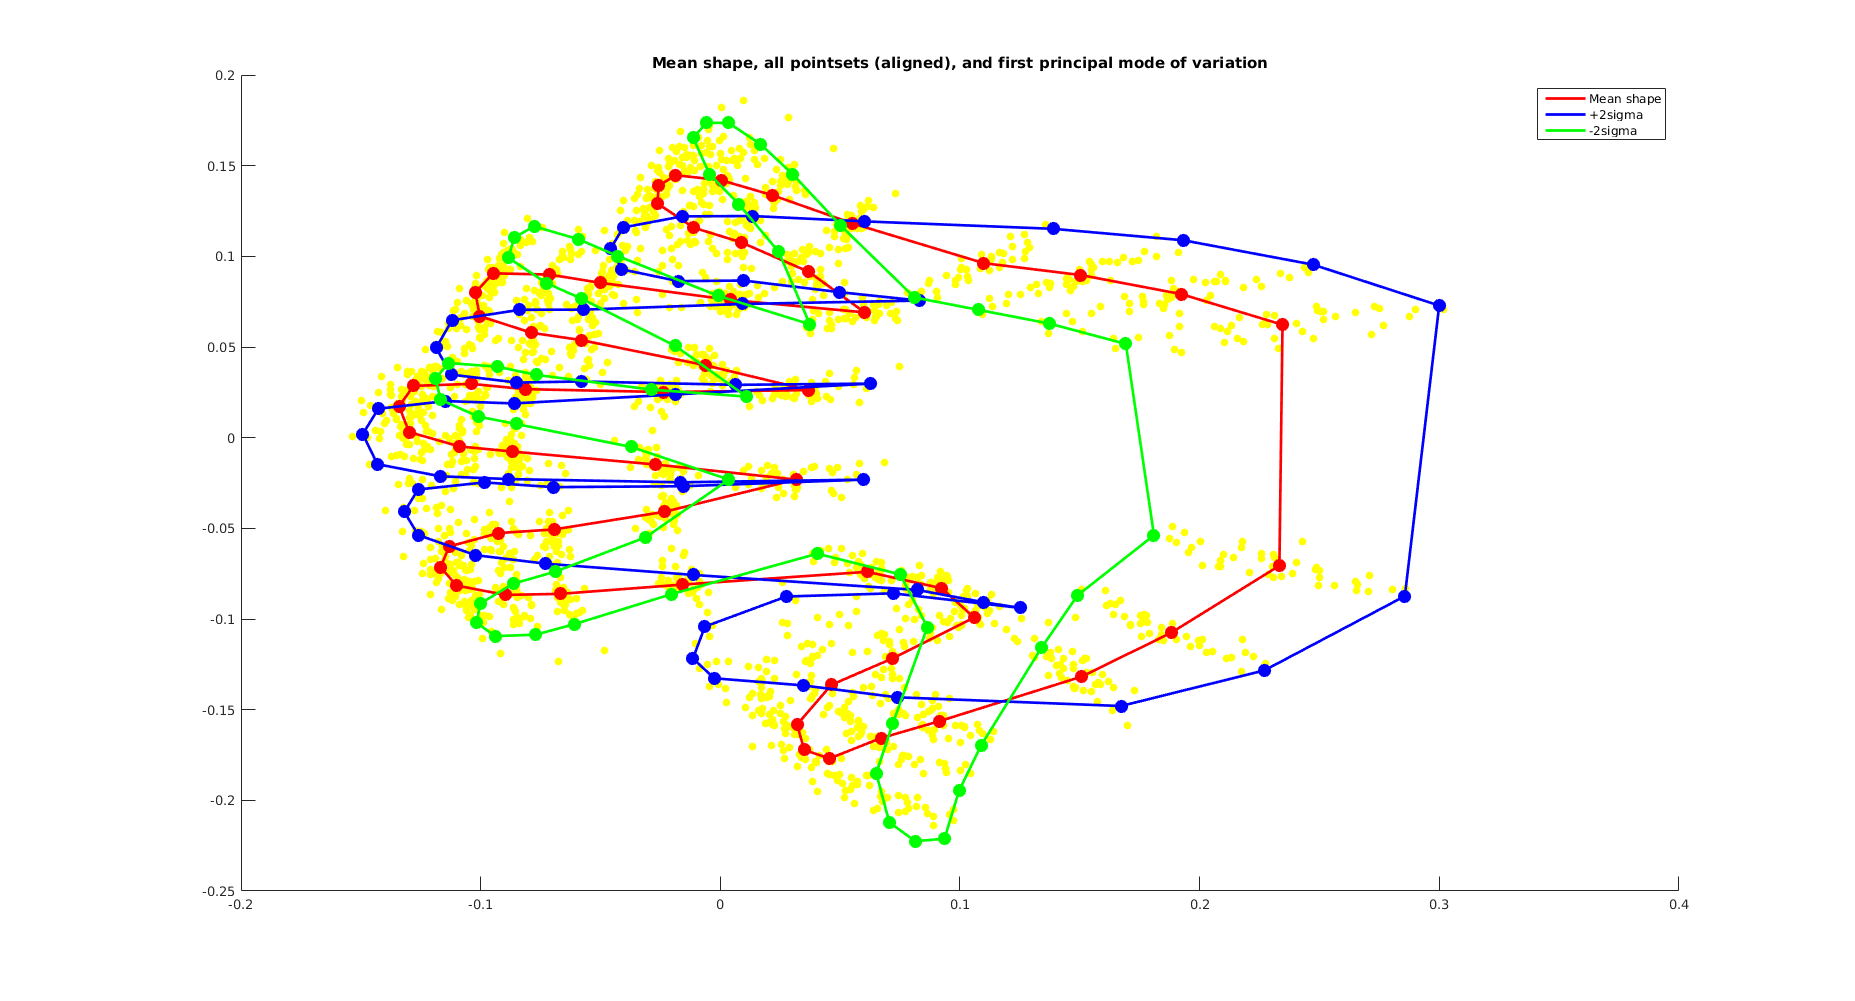 Mean shape, all pointsets (aligned), and first principal mode of variation
Mean shape
+2sigma
-2sigma
0.2
0.15
0.1
0.05
0
-0.05
-0.1
-0.15
-0.2
-0.25
-0.2 -0.1 0 0.1 0.2 0.3 0.4